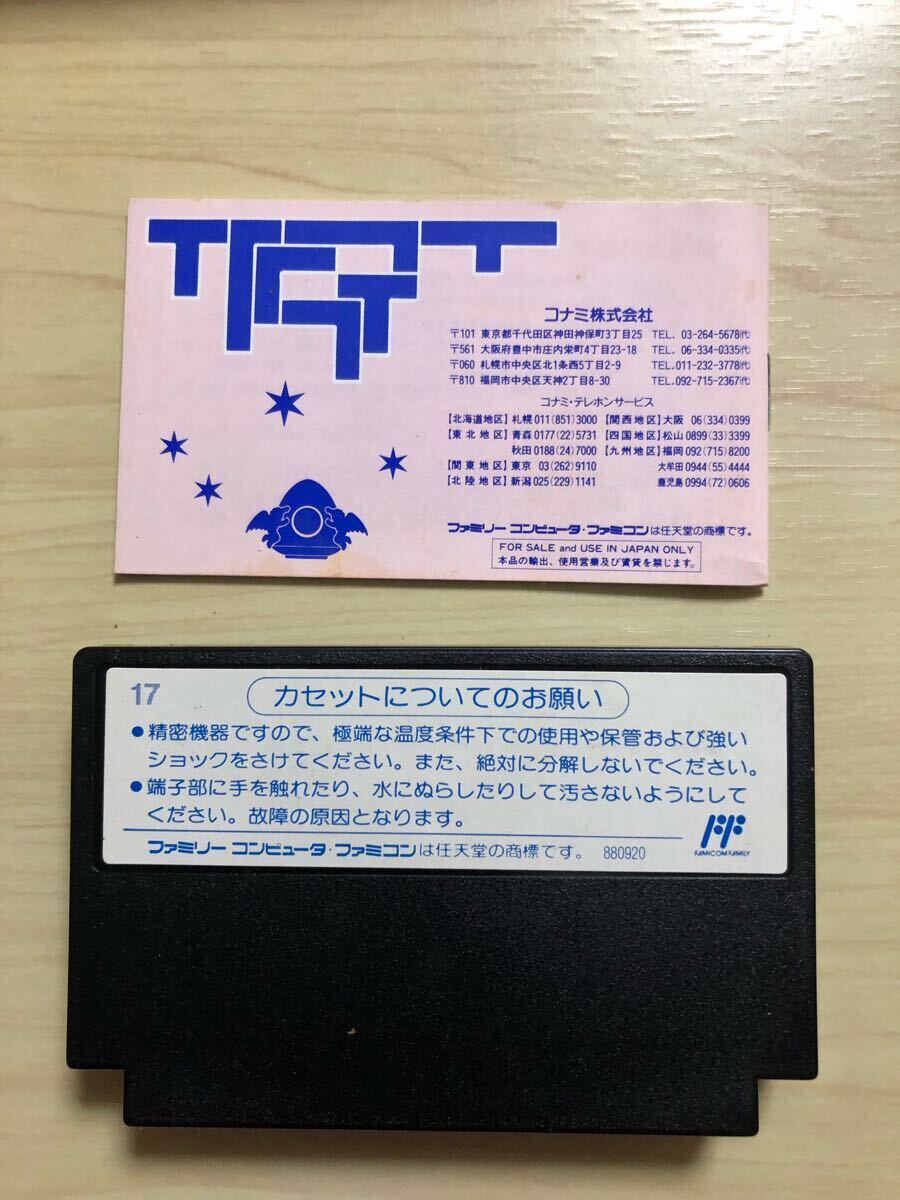 コナミ株式会社
〒101 東京都千代田区神田神保町3丁目25 TEL. 03-264-5678㈹
〒561 大阪府豊中市庄内栄町4丁目23-18 TEL. 06-334-0335㈹
〒060 札幌市中央区北1条西5丁目2-9 TEL.011-232-3778㈹
〒810 福岡市中央区天神2丁目8-30 TEL.092-715-2367㈹
コナミ・テレホンサービス
【北海道地区】札幌 011(851)3000 【関西地区】大阪 06(334)0399
【東北地区】青森 0177(22)5731 【四国地区】松山 0899(33)3399
秋田 0188(24)7000 【九州地区】福岡 092(715)8200
【関東地区】東京 03(262)9110 大牟田 0944(55)4444
【北陸地区】新潟 025(229)1141 鹿児島 0994(72)0606
ファミリー コンピュータ・ファミコンは任天堂の商標です。
FOR SALE and USE IN JAPAN ONLY
本品の輸出、使用営業及び賃貸を禁じます。
17 カセットについてのお願い
●精密機器ですので、極端な温度条件下での使用や保管および強い
ショックをさけてください。また、絶対に分解しないでください。
●端子部に手を触れたり、水にぬらしたりして汚さないようにして
ください。故障の原因となります。
FAMICOM FAMILY
ファミリー コンピュータ・ファミコンは任天堂の商標です。 880920